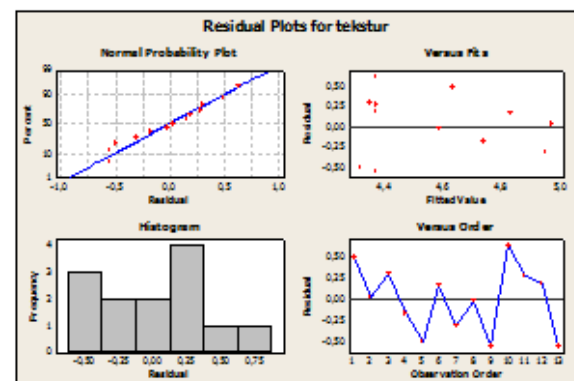 Residual Plots for tekstur
Normal Probability Plot
99
90
50
10
1
Percent
-1,0 -0,5 0,0 0,5 1,0
Residual
Versus Fits
0,50
0,25
0,00
-0,25
-0,50
Residual
4,4 4,6 4,8 5,0
Fitted Value
Histogram
4
3
2
1
0
Frequency
-0,50 -0,25 0,00 0,25 0,50 0,75
Residual
Versus Order
0,50
0,25
0,00
-0,25
-0,50
Residual
1 2 3 4 5 6 7 8 9 10 11 12 13
Observation Order